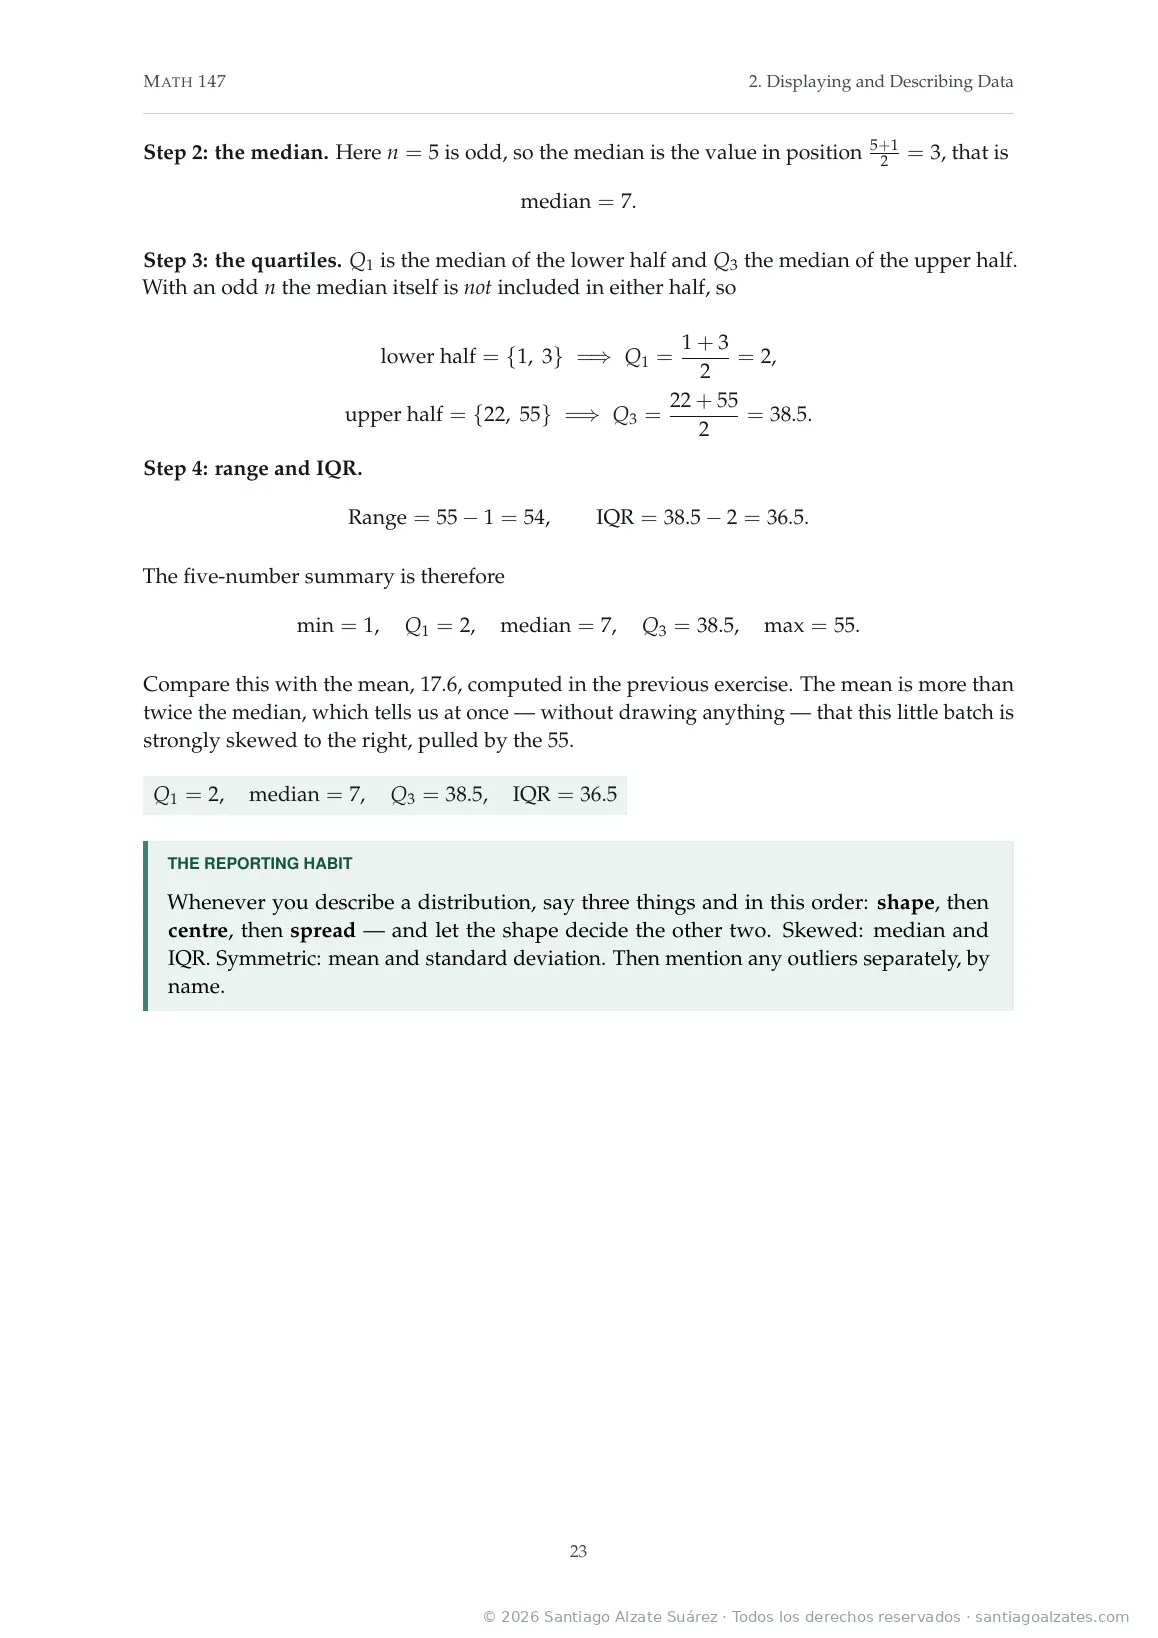 MATH 147 2. Displaying and Describing Data
Step 2: the median. Here n = 5 is odd, so the median is the value in position (5+1)/2 = 3, that is
median = 7.
Step 3: the quartiles. Q₁ is the median of the lower half and Q₃ the median of the upper half.
With an odd n the median itself is not included in either half, so
lower half = {1, 3} ⟹ Q₁ = (1 + 3)/2 = 2,
upper half = {22, 55} ⟹ Q₃ = (22 + 55)/2 = 38.5.
Step 4: range and IQR.
Range = 55 − 1 = 54, IQR = 38.5 − 2 = 36.5.
The five-number summary is therefore
min = 1, Q₁ = 2, median = 7, Q₃ = 38.5, max = 55.
Compare this with the mean, 17.6, computed in the previous exercise. The mean is more than
twice the median, which tells us at once — without drawing anything — that this little batch is
strongly skewed to the right, pulled by the 55.
Q₁ = 2, median = 7, Q₃ = 38.5, IQR = 36.5
THE REPORTING HABIT
Whenever you describe a distribution, say three things and in this order: shape, then
centre, then spread — and let the shape decide the other two. Skewed: median and
IQR. Symmetric: mean and standard deviation. Then mention any outliers separately, by
name.
23
© 2026 Santiago Alzate Suárez · Todos los derechos reservados · santiagoalzates.com